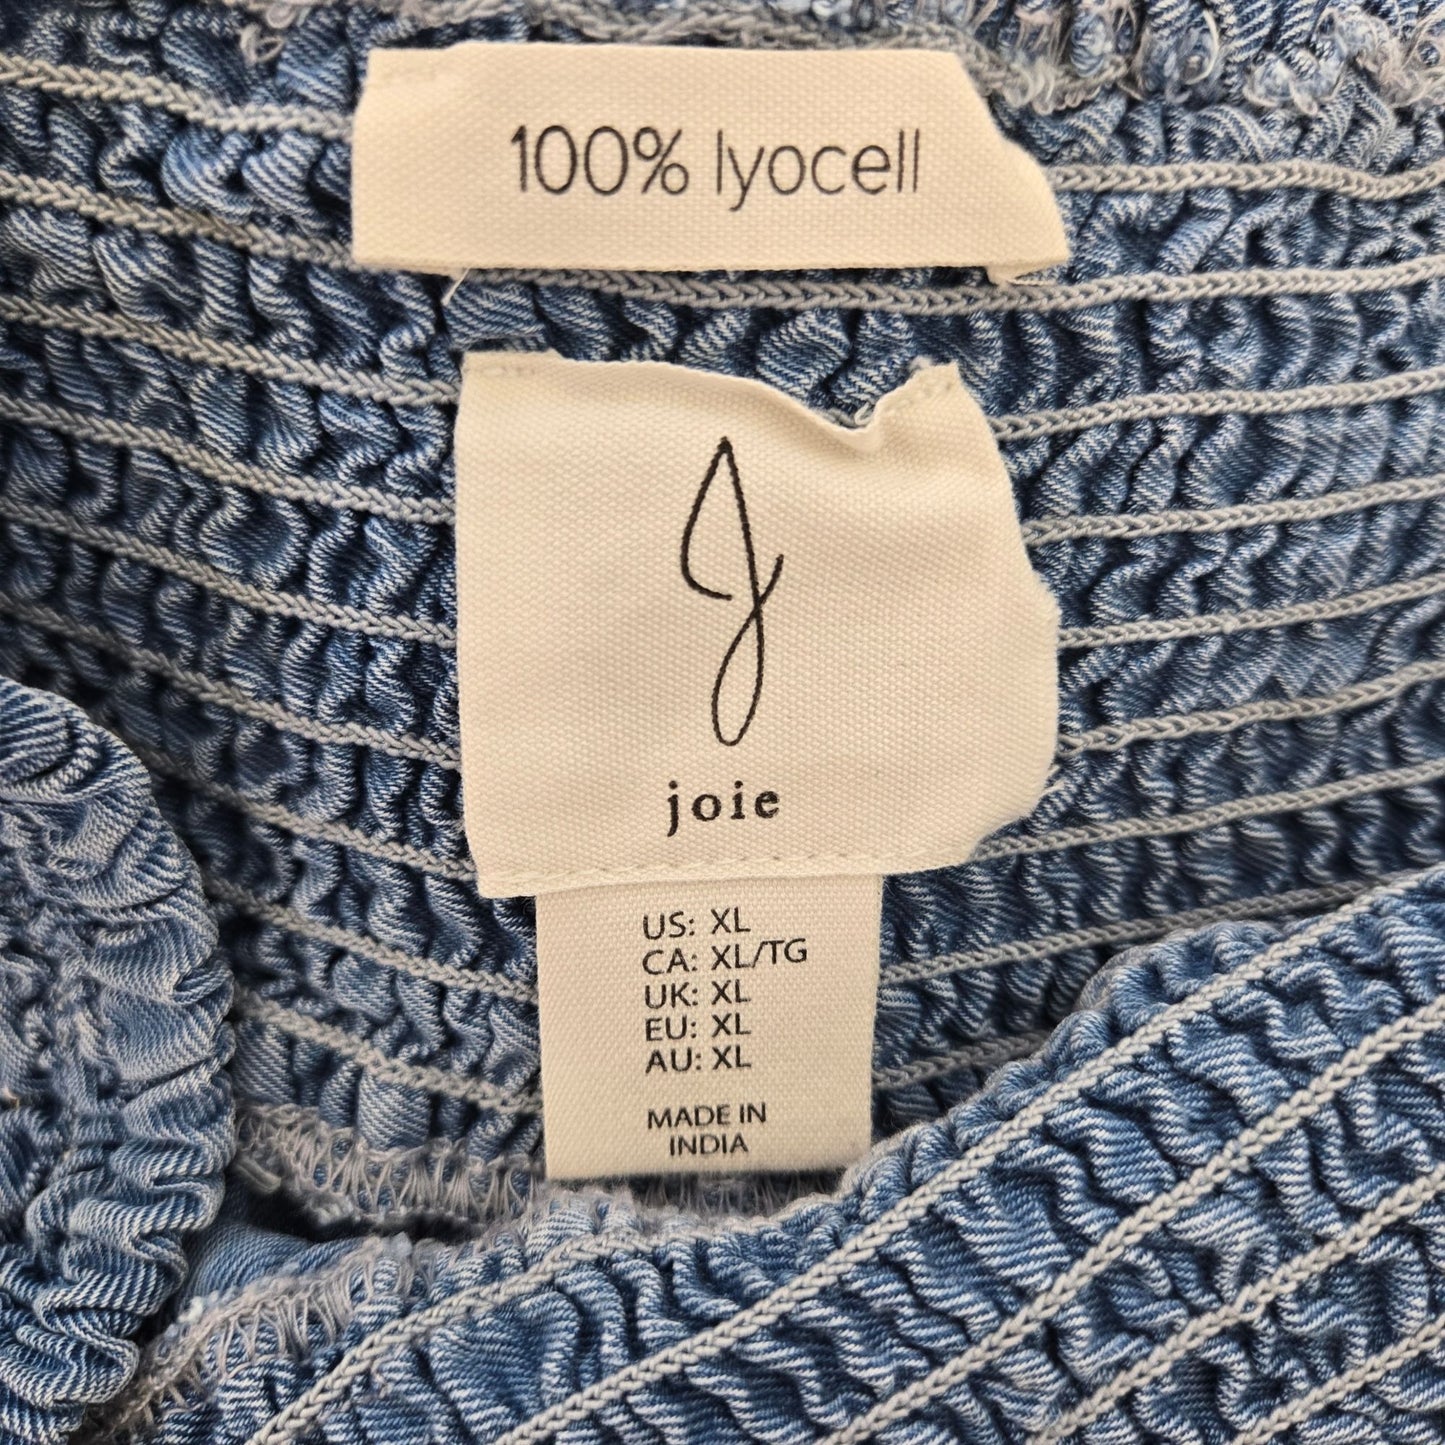 100% lyocell
J
joie
US: XL
CA: XL/TG
UK: XL
EU: XL
AU: XL
MADE IN
INDIA